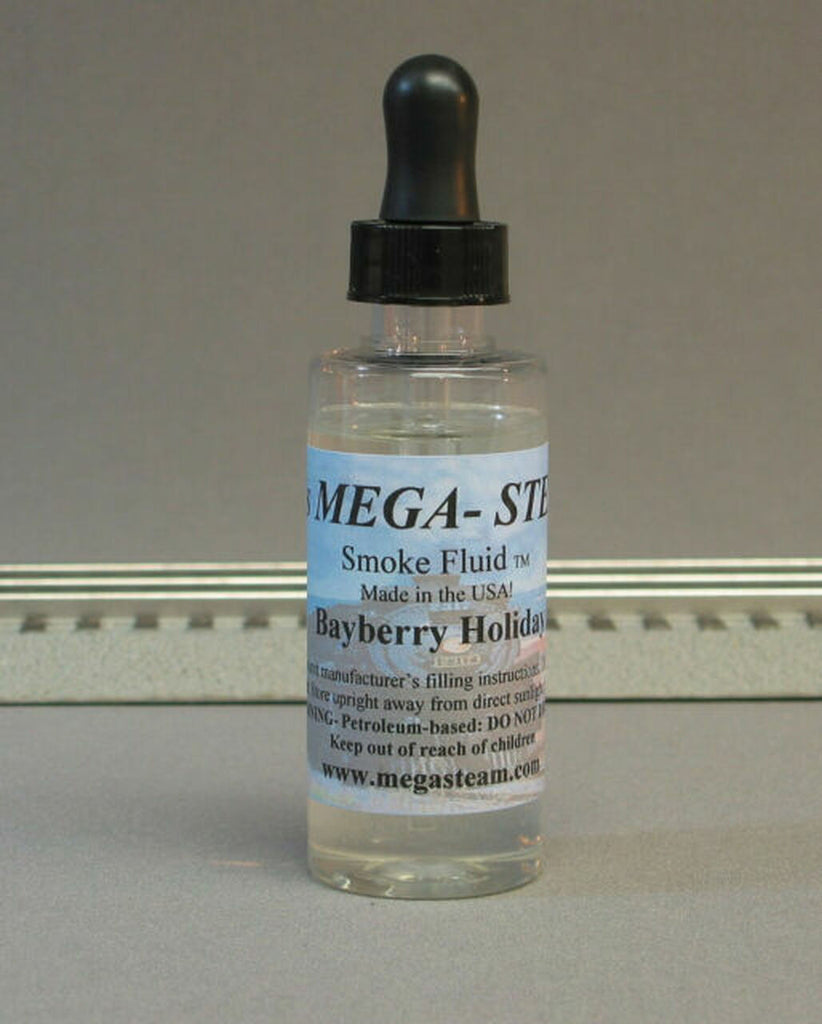 MEGA- STE
Smoke Fluid TM
Made in the USA!
Bayberry Holiday
manufacturer's filling instructions
store upright away from direct sunlight
NING- Petroleum-based: DO NOT
Keep out of reach of children
www.megasteam.com